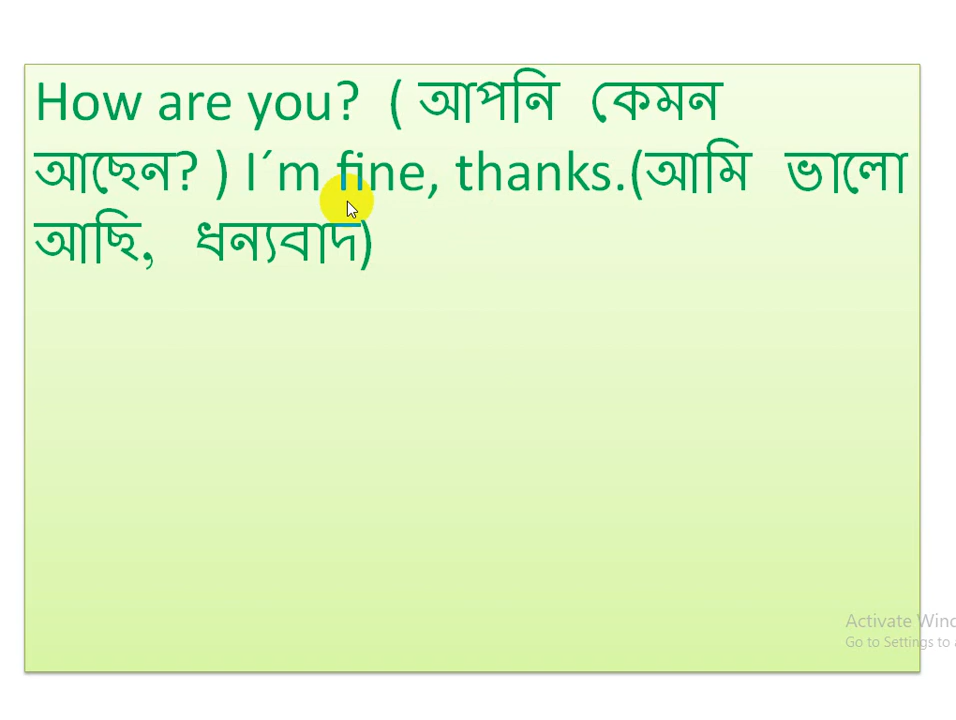 How are you? ( আপনি কেমন
আছেন? ) I´m fine, thanks.(আমি ভালো
আছি, ধন্যবাদ)
Activate Wind
Go to Settings to a